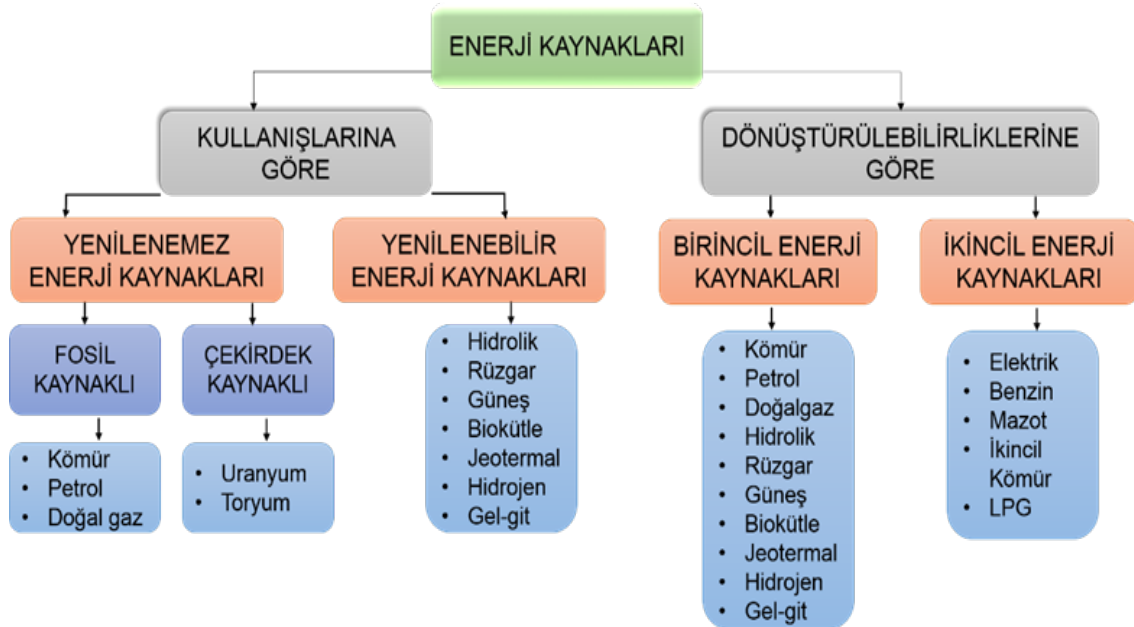 ENERJİ KAYNAKLARI
KULLANIŞLARINA
GÖRE
YENİLENEMEZ
ENERJİ KAYNAKLARI
FOSİL
KAYNAKLI
• Kömür
• Petrol
• Doğal gaz
ÇEKİRDEK
KAYNAKLI
• Uranyum
• Toryum
YENİLENEBİLİR
ENERJİ KAYNAKLARI
• Hidrolik
• Rüzgar
• Güneş
• Biokütle
• Jeotermal
• Hidrojen
• Gel-git
DÖNÜŞTÜRÜLEBİLİRLİKLERİNE
GÖRE
BİRİNCİL ENERJİ
KAYNAKLARI
• Kömür
• Petrol
• Doğalgaz
• Hidrolik
• Rüzgar
• Güneş
• Biokütle
• Jeotermal
• Hidrojen
• Gel-git
İKİNCİL ENERJİ
KAYNAKLARI
• Elektrik
• Benzin
• Mazot
• İkincil
Kömür
• LPG